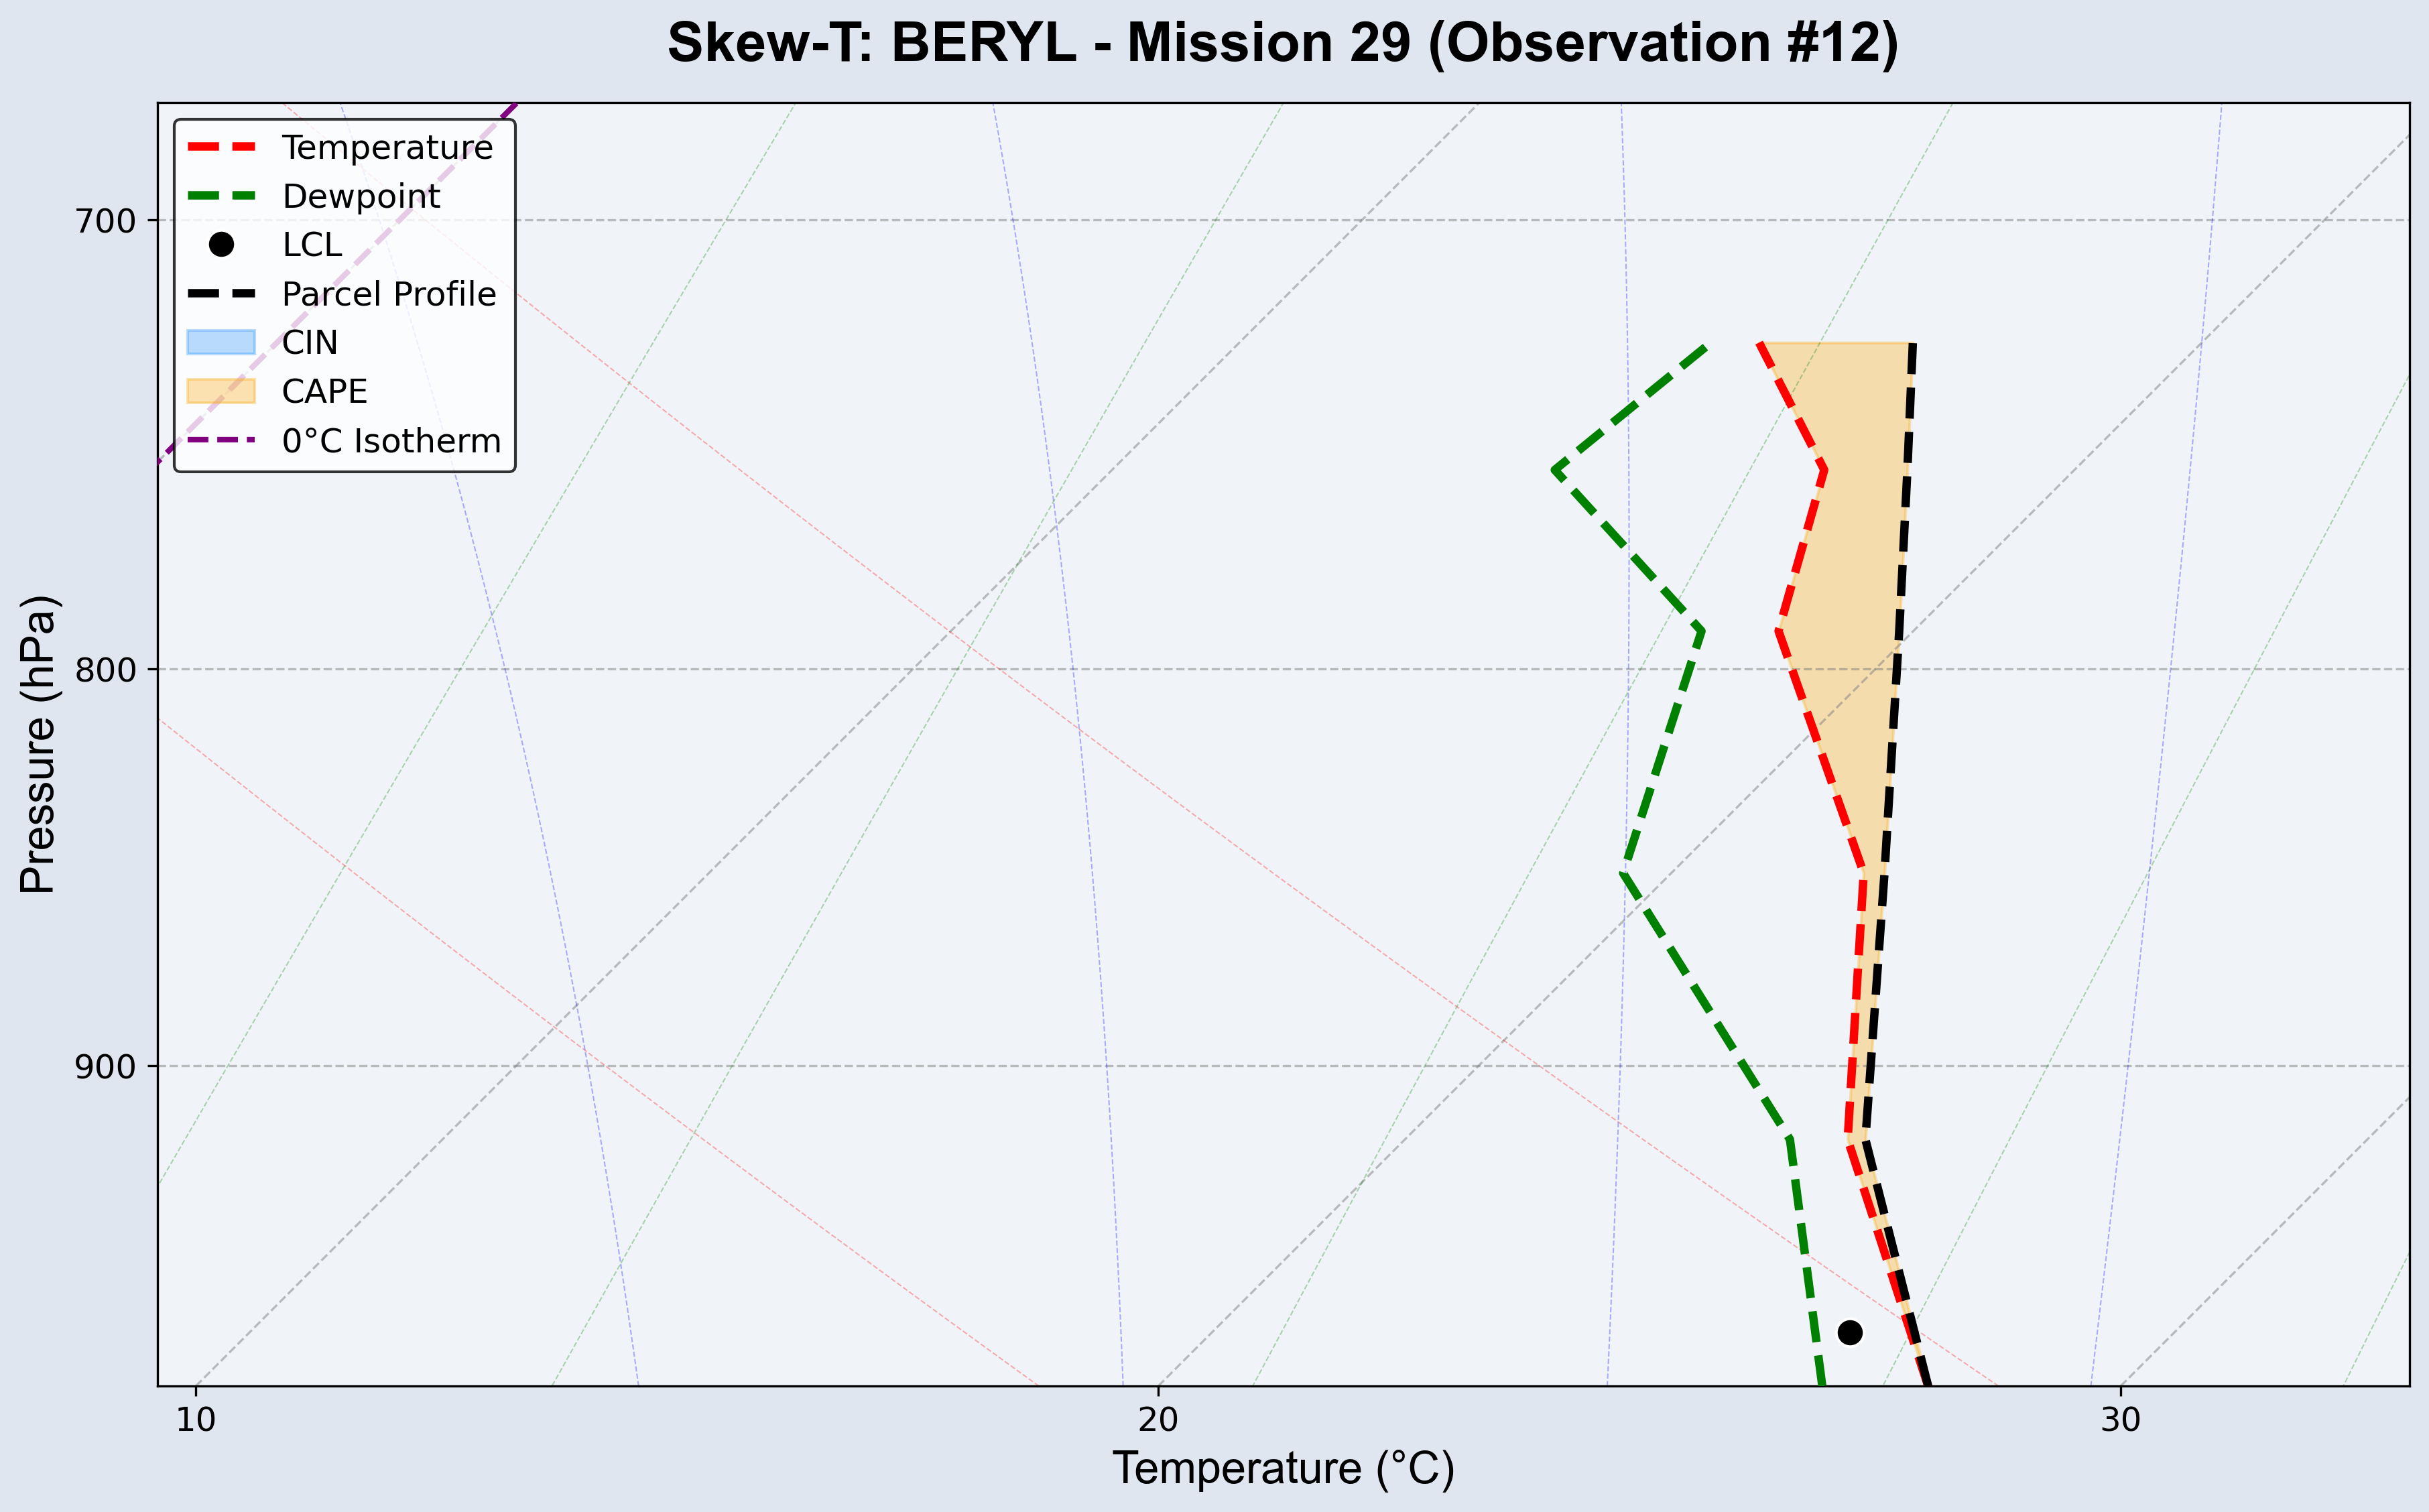 Skew-T: BERYL - Mission 29 (Observation #12)
Temperature
Dewpoint
LCL
Parcel Profile
CIN
CAPE
0°C Isotherm
Pressure (hPa)
700
800
900
10 20 30
Temperature (°C)